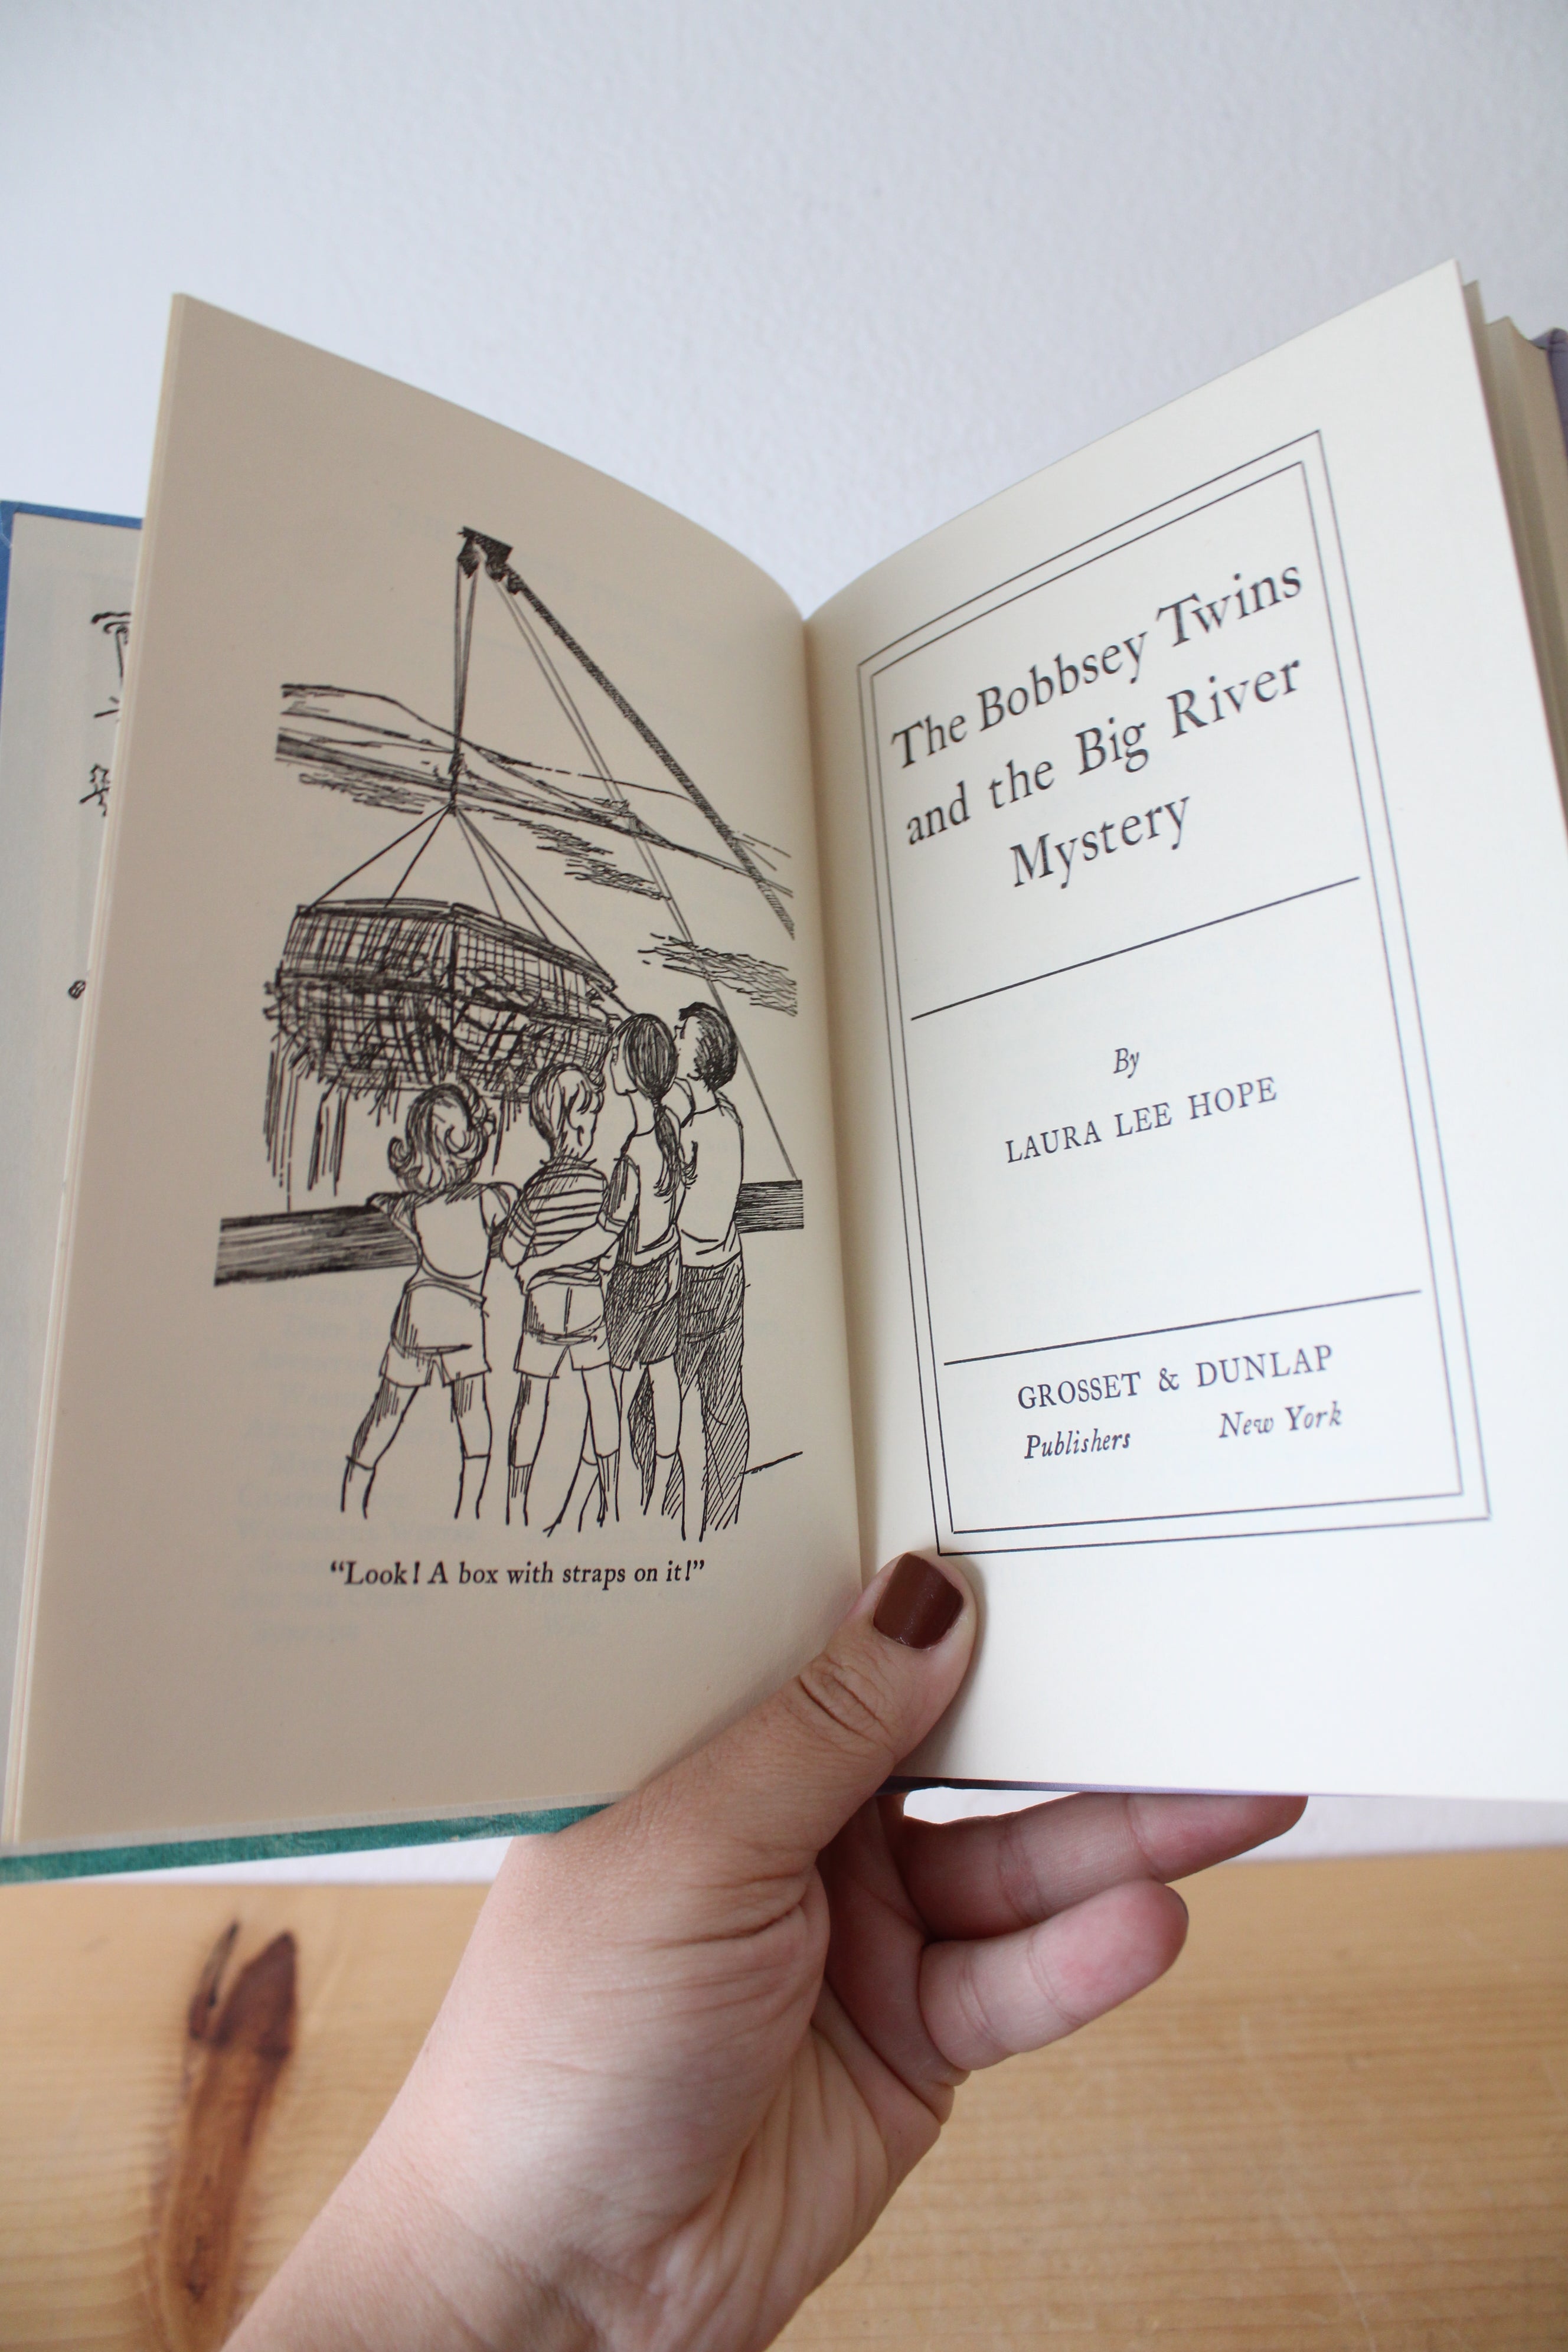 "Look! A box with straps on it!"
The Bobbsey Twins
and the Big River
Mystery
By
LAURA LEE HOPE
GROSSET & DUNLAP
Publishers New York